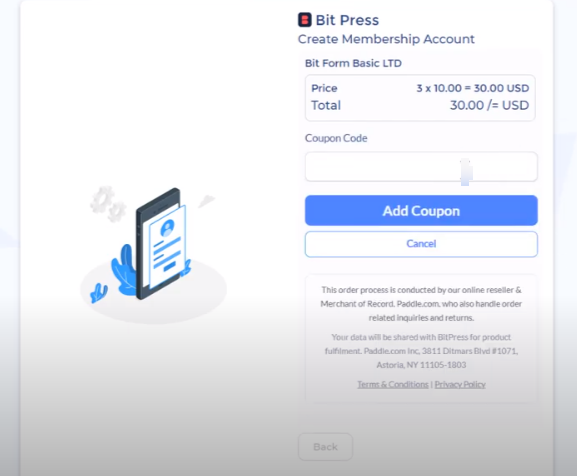 Bit Press
Create Membership Account
Bit Form Basic LTD
Price 3 x 10.00 = 30.00 USD
Total 30.00 /= USD
Coupon Code
Add Coupon
Cancel
This order process is conducted by our online reseller &
Merchant of Record, Paddle.com, who also handle order
related inquiries and returns.
Your data will be shared with BitPress for product
fulfilment. Paddle.com Inc, 3811 Ditmars Blvd #1071,
Astoria, NY 11105-1803
Terms & Conditions | Privacy Policy
Back